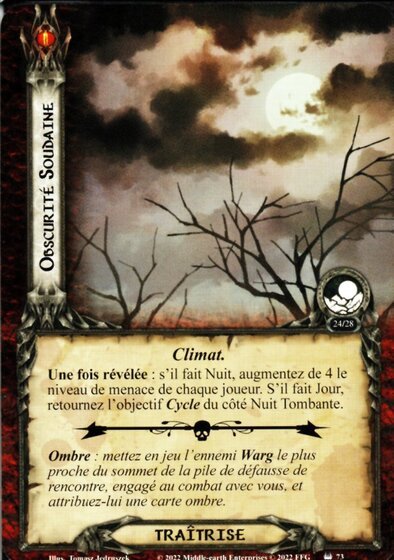 OBSCURITÉ SOUDAINE
24/28
Climat.
Une fois révélée : s'il fait Nuit, augmentez de 4 le
niveau de menace de chaque joueur. S'il fait Jour,
retournez l'objectif Cycle du côté Nuit Tombante.
Ombre : mettez en jeu l'ennemi Warg le plus
proche du sommet de la pile de défausse de
rencontre, engagé au combat avec vous, et
attribuez-lui une carte ombre.
TRAÎTRISE
Illus. Tomasz Jedruszek © 2022 Middle-earth Enterprises © 2022 FFG 73